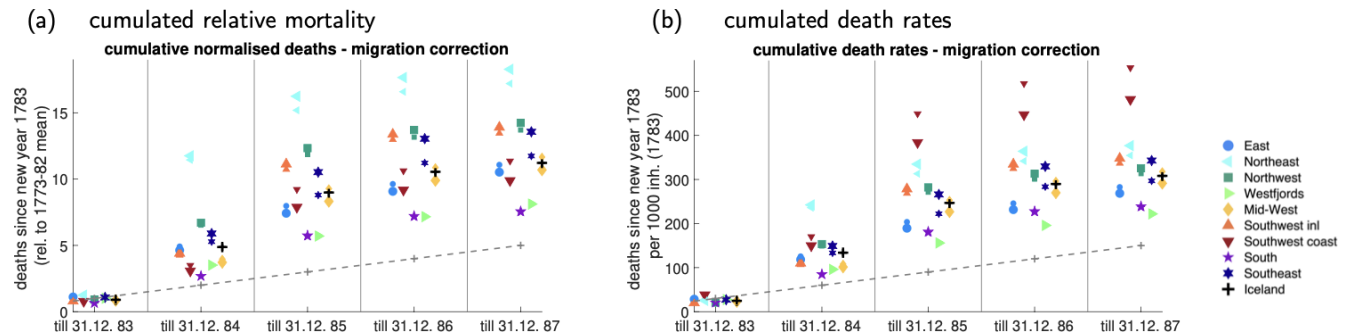 (a) cumulated relative mortality
cumulative normalised deaths - migration correction
deaths since new year 1783
(rel. to 1773-82 mean)
15
10
5
0
till 31.12. 83 till 31.12. 84 till 31.12. 85 till 31.12. 86 till 31.12. 87
(b) cumulated death rates
cumulative death rates - migration correction
deaths since new year 1783
per 1000 inh. (1783)
500
400
300
200
100
0
till 31.12. 83 till 31.12. 84 till 31.12. 85 till 31.12. 86 till 31.12. 87
East
Northeast
Northwest
Westfjords
Mid-West
Southwest inl
Southwest coast
South
Southeast
Iceland